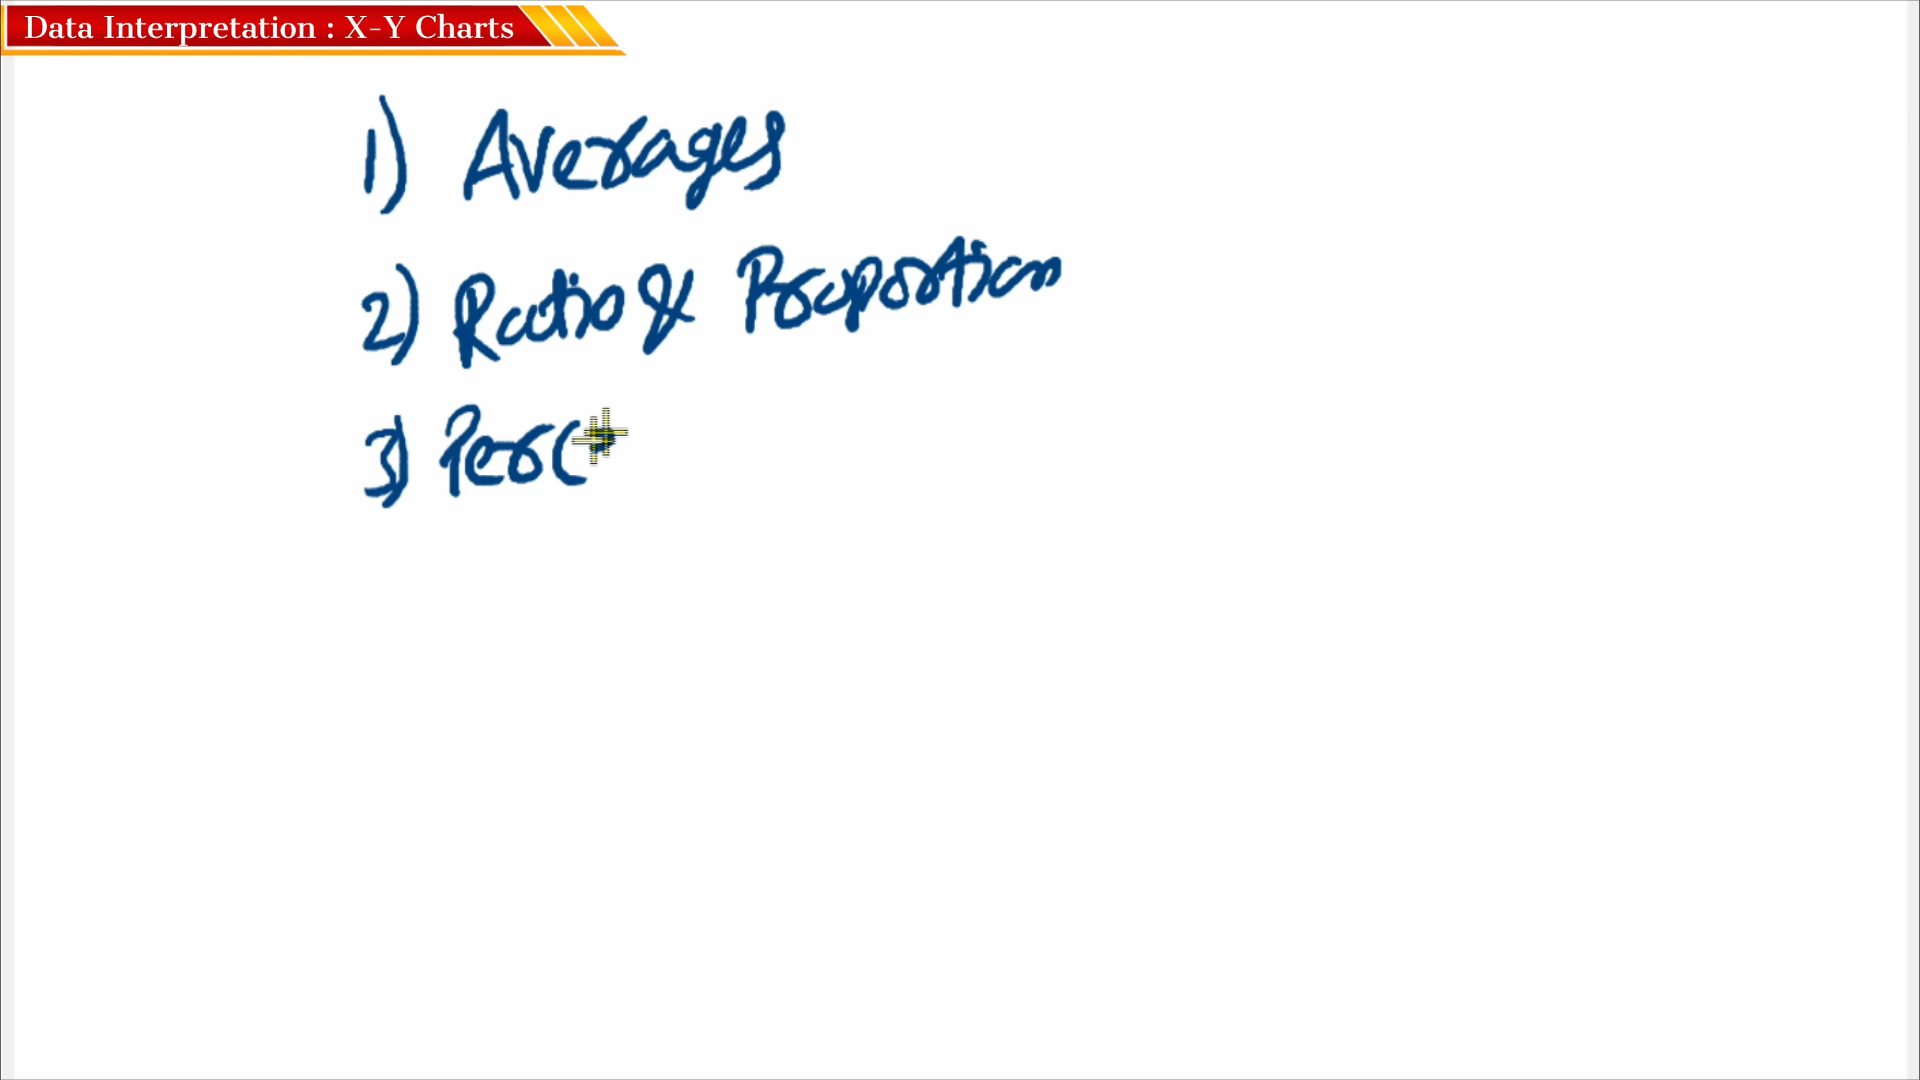 Data Interpretation : X-Y Charts
1) Averages
2) Ratio & Proportion
3) Perc